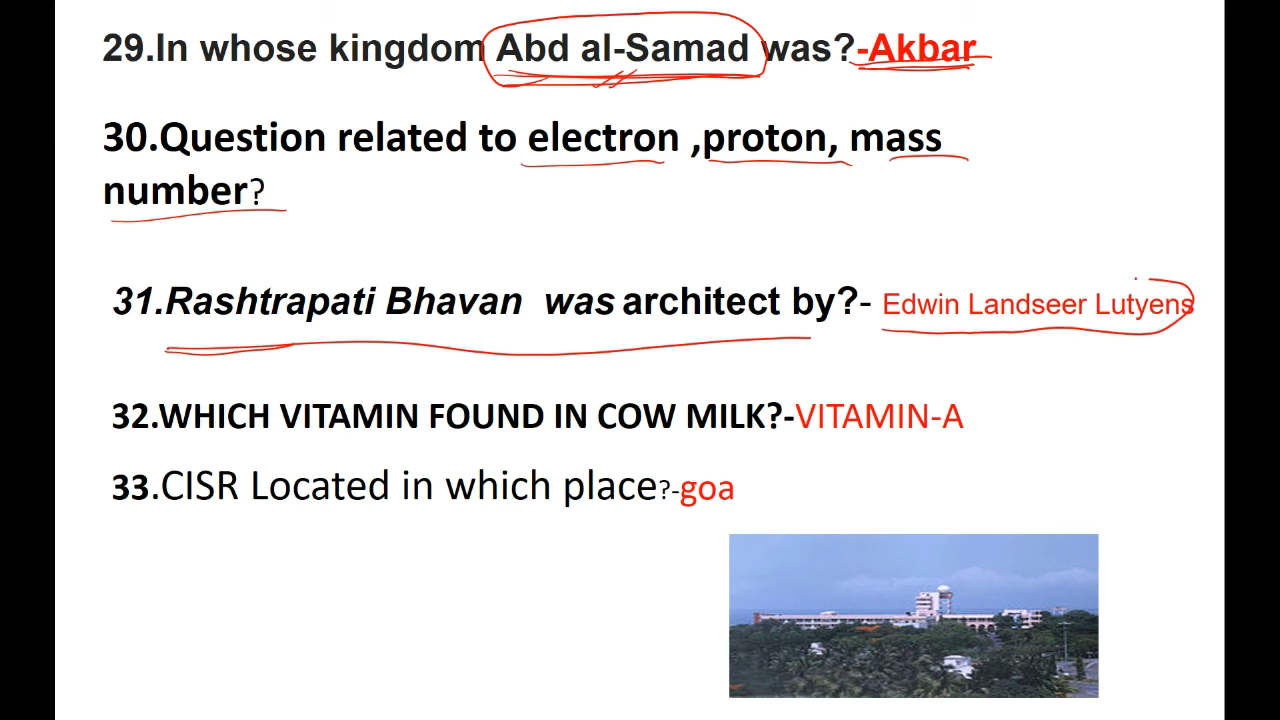 29.In whose kingdom Abd al-Samad was?-Akbar
30.Question related to electron ,proton, mass
number?
31.Rashtrapati Bhavan was architect by?- Edwin Landseer Lutyens
32.WHICH VITAMIN FOUND IN COW MILK?-VITAMIN-A
33.CISR Located in which place?-goa